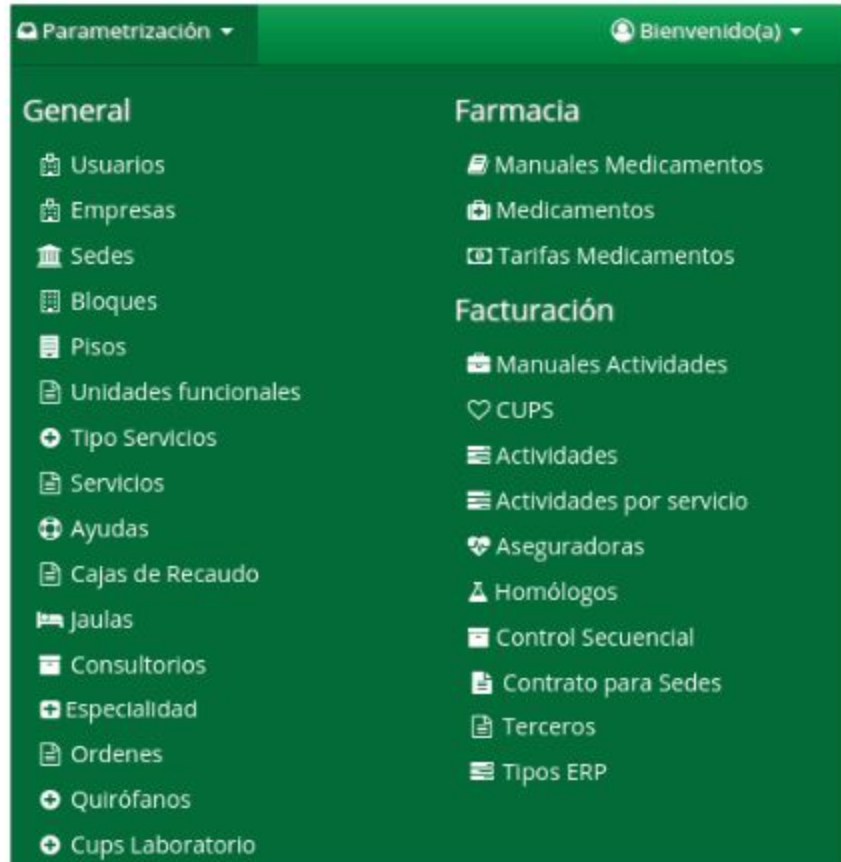 Parametrización
Bienvenido(a)
General
Usuarios
Empresas
Sedes
Bloques
Pisos
Unidades funcionales
Tipo Servicios
Servicios
Ayudas
Cajas de Recaudo
Jaulas
Consultorios
Especialidad
Ordenes
Quirófanos
Cups Laboratorio
Farmacia
Manuales Medicamentos
Medicamentos
Tarifas Medicamentos
Facturación
Manuales Actividades
CUPS
Actividades
Actividades por servicio
Aseguradoras
Homólogos
Control Secuencial
Contrato para Sedes
Terceros
Tipos ERP